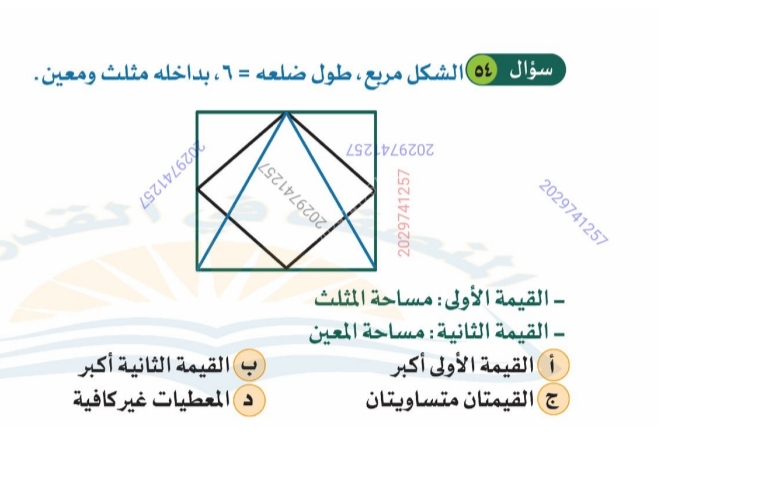 سؤال ٥٤ الشكل مربع، طول ضلعه = ٦، بداخله مثلث ومعين.
2029741257
2029741257
2029741257
2029741257
2029741257
- القيمة الأولى: مساحة المثلث
- القيمة الثانية: مساحة المعين
أ القيمة الأولى أكبر ب القيمة الثانية أكبر
ج القيمتان متساويتان د المعطيات غير كافية